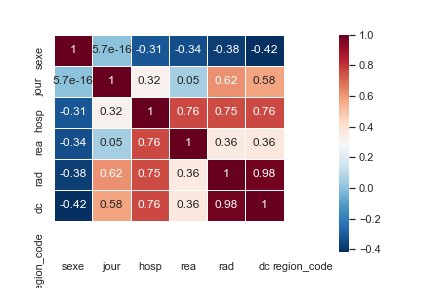 sexe 1 5.7e-16 -0.31 -0.34 -0.38 -0.42
jour 5.7e-16 1 0.32 0.05 0.62 0.58
hosp -0.31 0.32 1 0.76 0.75 0.76
rea -0.34 0.05 0.76 1 0.36 0.36
rad -0.38 0.62 0.75 0.36 1 0.98
dc -0.42 0.58 0.76 0.36 0.98 1
egion_code
sexe jour hosp rea rad dc region_code
1.0
0.8
0.6
0.4
0.2
0.0
-0.2
-0.4